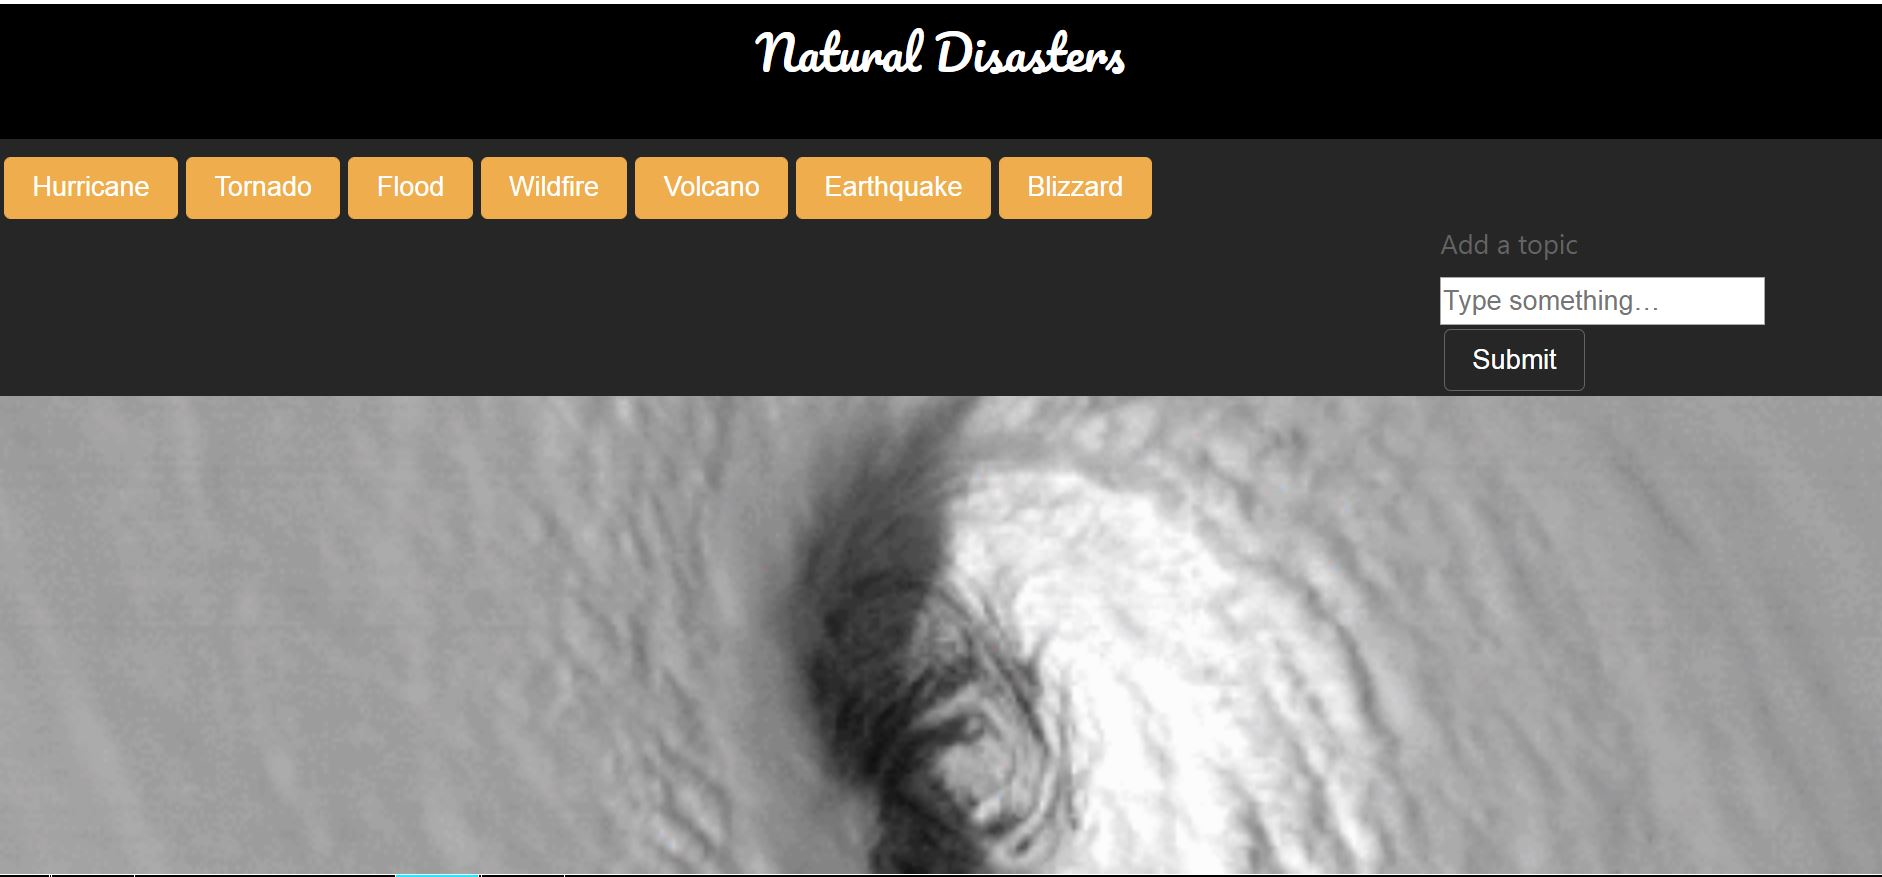 Natural Disasters
Hurricane Tornado Flood Wildfire Volcano Earthquake Blizzard
Add a topic
Type something...
Submit